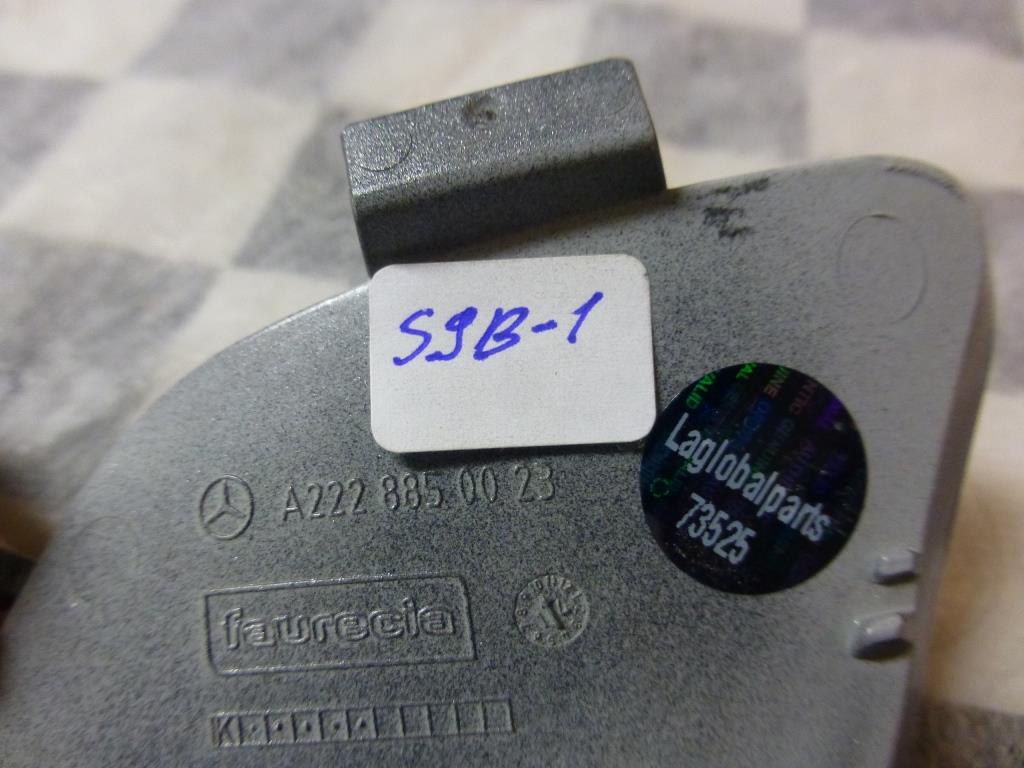 S9B-1
A222 885 00 23
Laglobalparts
73525
faurecia
K